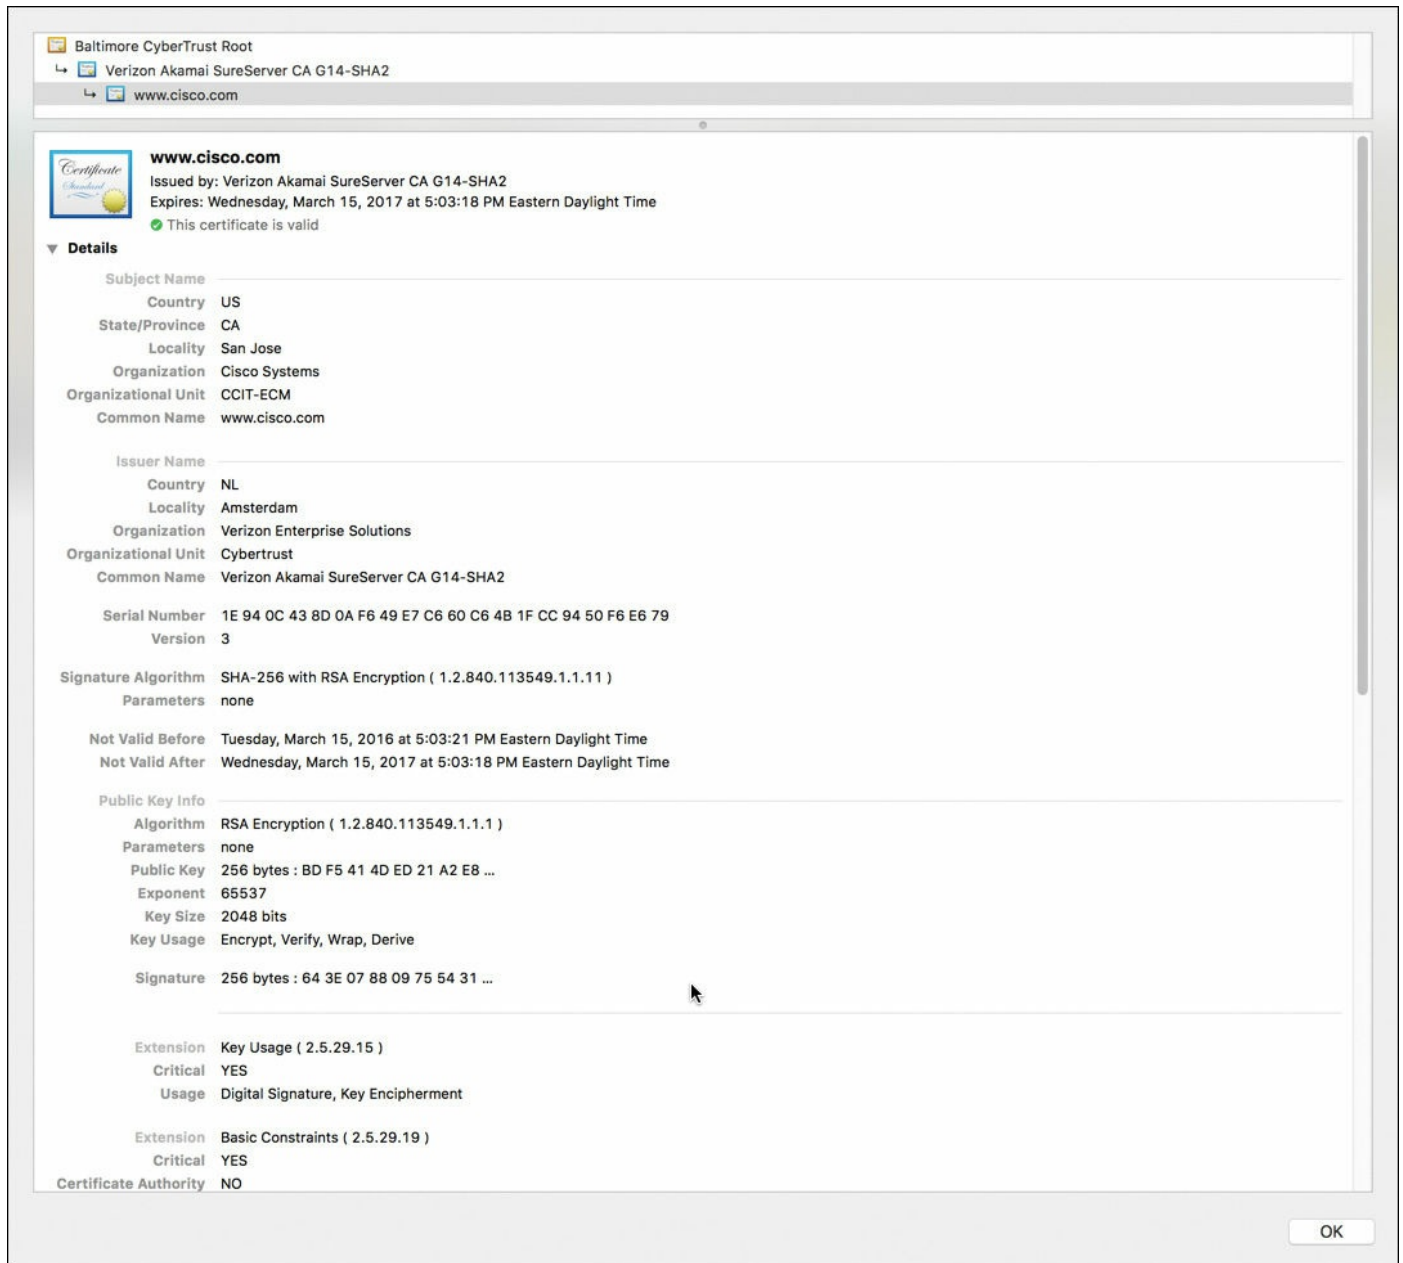 Baltimore CyberTrust Root
Verizon Akamai SureServer CA G14-SHA2
www.cisco.com
Certificate
Standard
www.cisco.com
Issued by: Verizon Akamai SureServer CA G14-SHA2
Expires: Wednesday, March 15, 2017 at 5:03:18 PM Eastern Daylight Time
This certificate is valid
Details
Subject Name
Country US
State/Province CA
Locality San Jose
Organization Cisco Systems
Organizational Unit CCIT-ECM
Common Name www.cisco.com
Issuer Name
Country NL
Locality Amsterdam
Organization Verizon Enterprise Solutions
Organizational Unit Cybertrust
Common Name Verizon Akamai SureServer CA G14-SHA2
Serial Number 1E 94 0C 43 8D 0A F6 49 E7 C6 60 C6 4B 1F CC 94 50 F6 E6 79
Version 3
Signature Algorithm SHA-256 with RSA Encryption ( 1.2.840.113549.1.1.11 )
Parameters none
Not Valid Before Tuesday, March 15, 2016 at 5:03:21 PM Eastern Daylight Time
Not Valid After Wednesday, March 15, 2017 at 5:03:18 PM Eastern Daylight Time
Public Key Info
Algorithm RSA Encryption ( 1.2.840.113549.1.1.1 )
Parameters none
Public Key 256 bytes : BD F5 41 4D ED 21 A2 E8 ...
Exponent 65537
Key Size 2048 bits
Key Usage Encrypt, Verify, Wrap, Derive
Signature 256 bytes : 64 3E 07 88 09 75 54 31 ...
Extension Key Usage ( 2.5.29.15 )
Critical YES
Usage Digital Signature, Key Encipherment
Extension Basic Constraints ( 2.5.29.19 )
Critical YES
Certificate Authority NO
OK